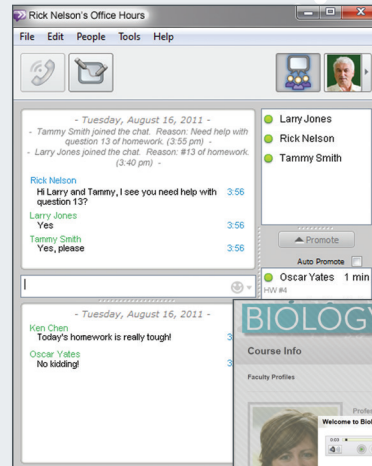 Rick Nelson's Office Hours
File Edit People Tools Help
- Tuesday, August 16, 2011 -
- Tammy Smith joined the chat. Reason: Need help with
question 13 of homework. (3:55 pm) -
- Larry Jones joined the chat. Reason: #13 of homework.
(3:40 pm) -
Rick Nelson
Hi Larry and Tammy, I see you need help with 3:56
question 13?
Larry Jones
Yes 3:56
Tammy Smith
Yes, please 3:56
Larry Jones
Rick Nelson
Tammy Smith
Promote
Auto Promote
Oscar Yates 1 min
HW #4
- Tuesday, August 16, 2011 -
Ken Chen
Today's homework is really tough! 3
Oscar Yates
No kidding! 3
BIOLOGY
Course Info
Faculty Profiles
Profe
Welcome to Biol
0:03